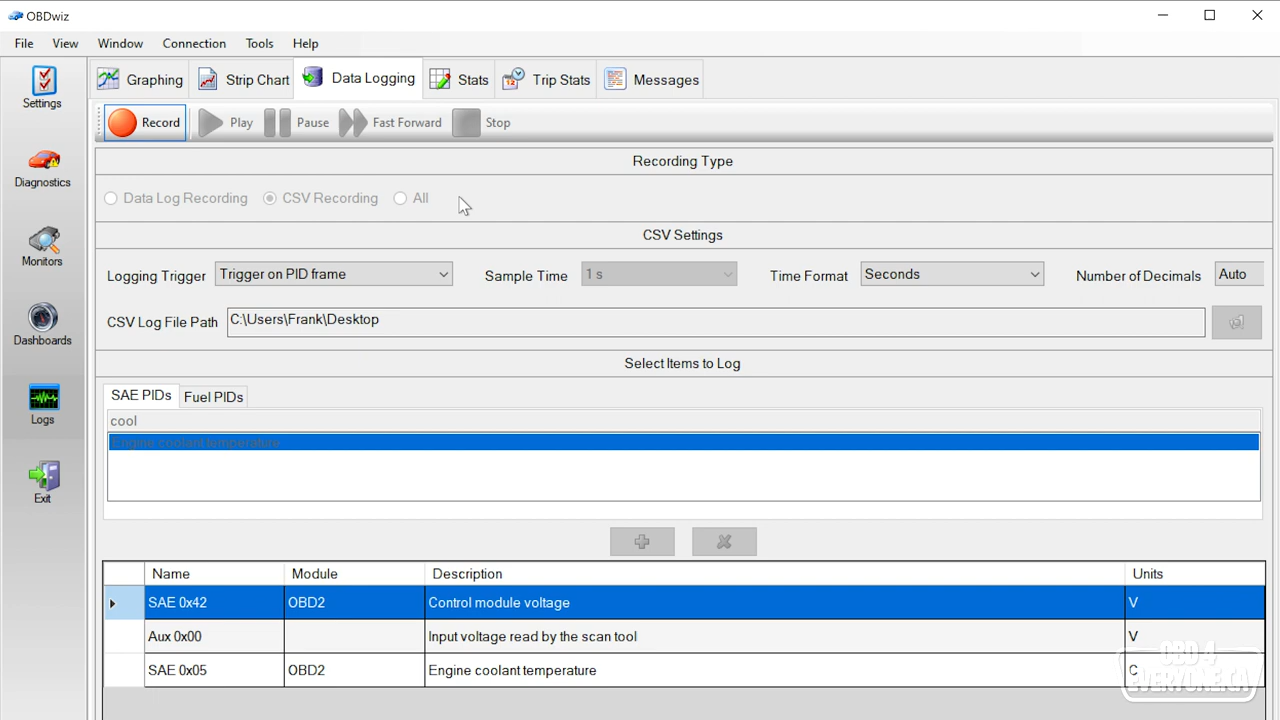 OBDwiz
File View Window Connection Tools Help
Settings
Diagnostics
Monitors
Dashboards
Logs
Exit
Graphing Strip Chart Data Logging Stats Trip Stats Messages
Record Play Pause Fast Forward Stop
Recording Type
Data Log Recording CSV Recording All
CSV Settings
Logging Trigger Trigger on PID frame Sample Time 1 s Time Format Seconds Number of Decimals Auto
CSV Log File Path C:\Users\Frank\Desktop
Select Items to Log
SAE PIDs Fuel PIDs
cool
Engine coolant temperature
Name Module Description Units
SAE 0x42 OBD2 Control module voltage V
Aux 0x00 Input voltage read by the scan tool V
SAE 0x05 OBD2 Engine coolant temperature C
OBD 4
EVERYONE.CA